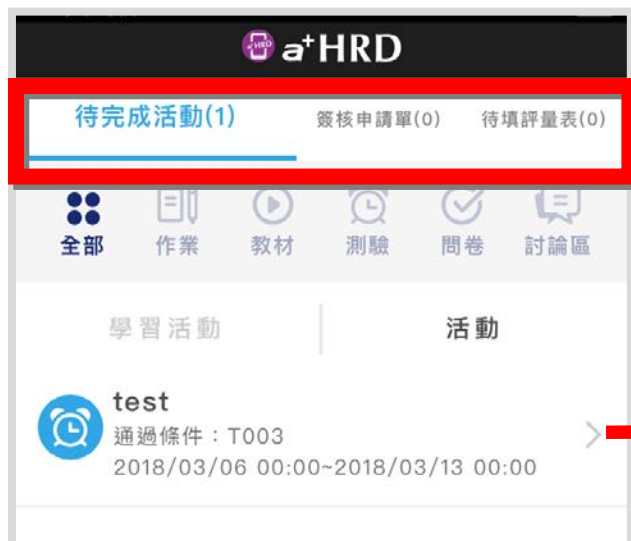 a+HRD
待完成活動(1) 簽核申請單(0) 待填評量表(0)
全部 作業 教材 測驗 問卷 討論區
學習活動 活動
test
通過條件：T003
2018/03/06 00:00~2018/03/13 00:00